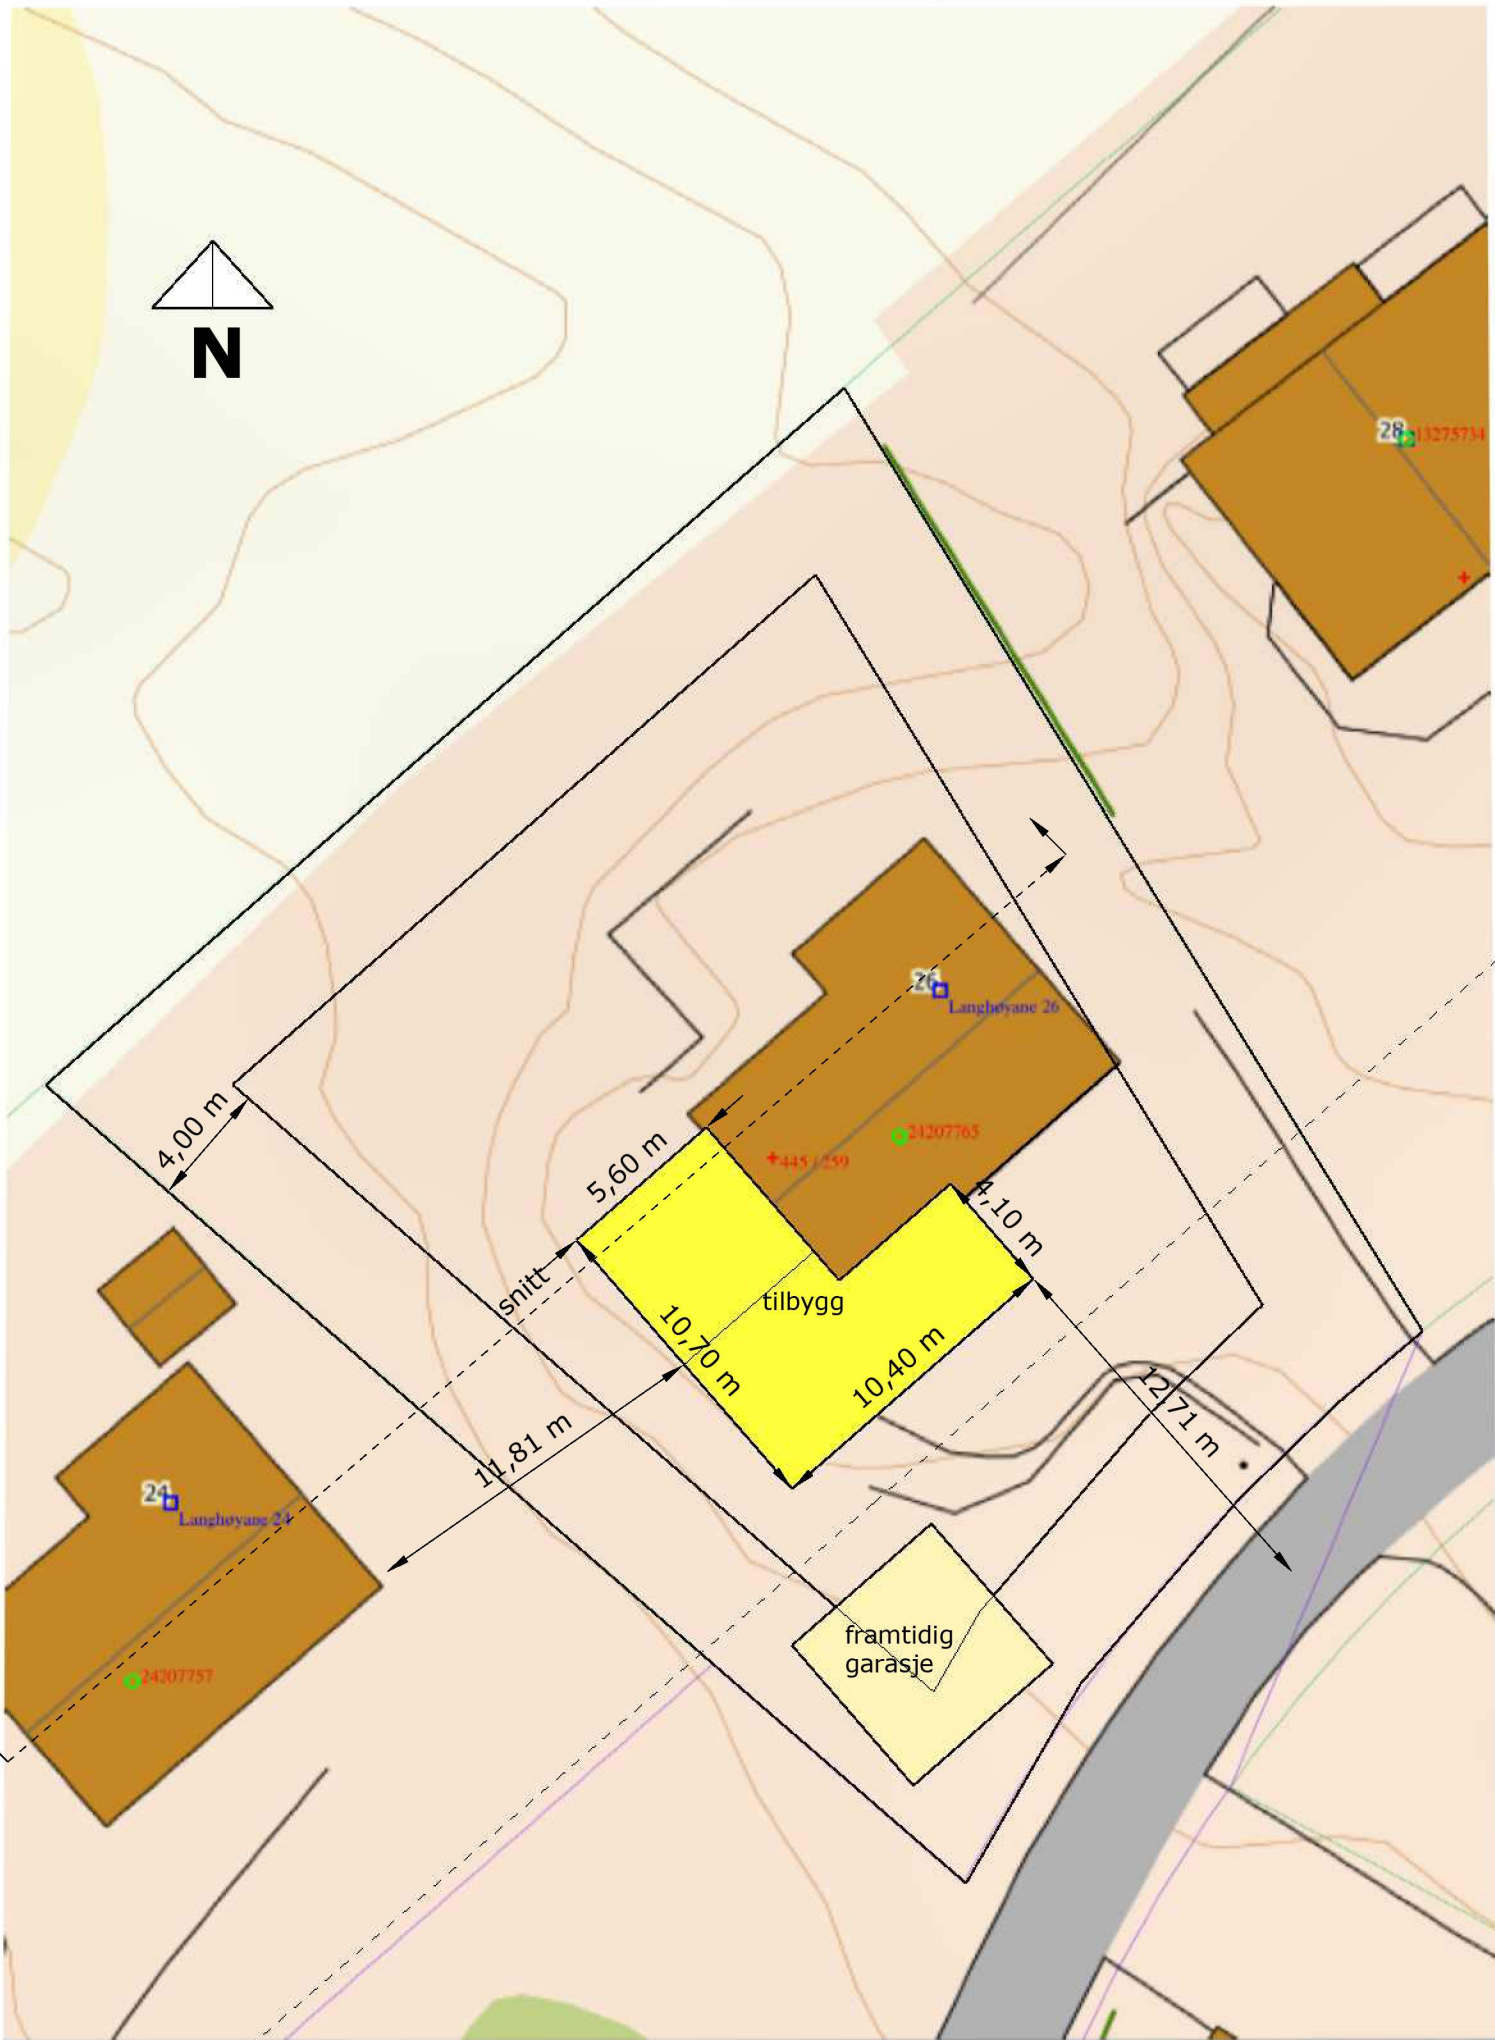 N
28
13275734
26
Langhøyane 26
4,00 m
5,60 m
24207765
445 / 259
4,10 m
snitt
tilbygg
10,70 m
10,40 m
12,71 m
11,81 m
24
Langhøyane 24
framtidig
garasje
24207757